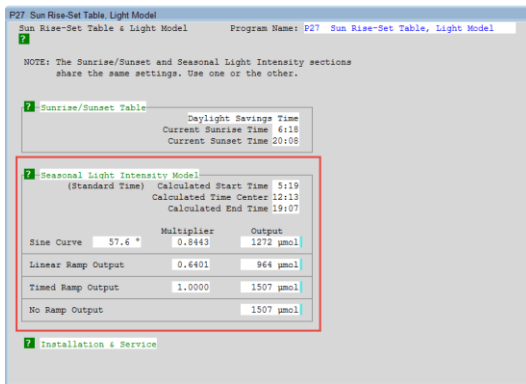 P27 Sun Rise-Set Table, Light Model
Sun Rise-Set Table & Light Model Program Name: P27 Sun Rise-Set Table, Light Model
?
NOTE: The Sunrise/Sunset and Seasonal Light Intensity sections
share the same settings. Use one or the other.
? Sunrise/Sunset Table
Daylight Savings Time
Current Sunrise Time 6:18
Current Sunset Time 20:08
? Seasonal Light Intensity Model
(Standard Time) Calculated Start Time 5:19
Calculated Time Center 12:13
Calculated End Time 19:07
Multiplier Output
Sine Curve 57.6 ° 0.8443 1272 µmol
Linear Ramp Output 0.6401 964 µmol
Timed Ramp Output 1.0000 1507 µmol
No Ramp Output 1507 µmol
? Installation & Service